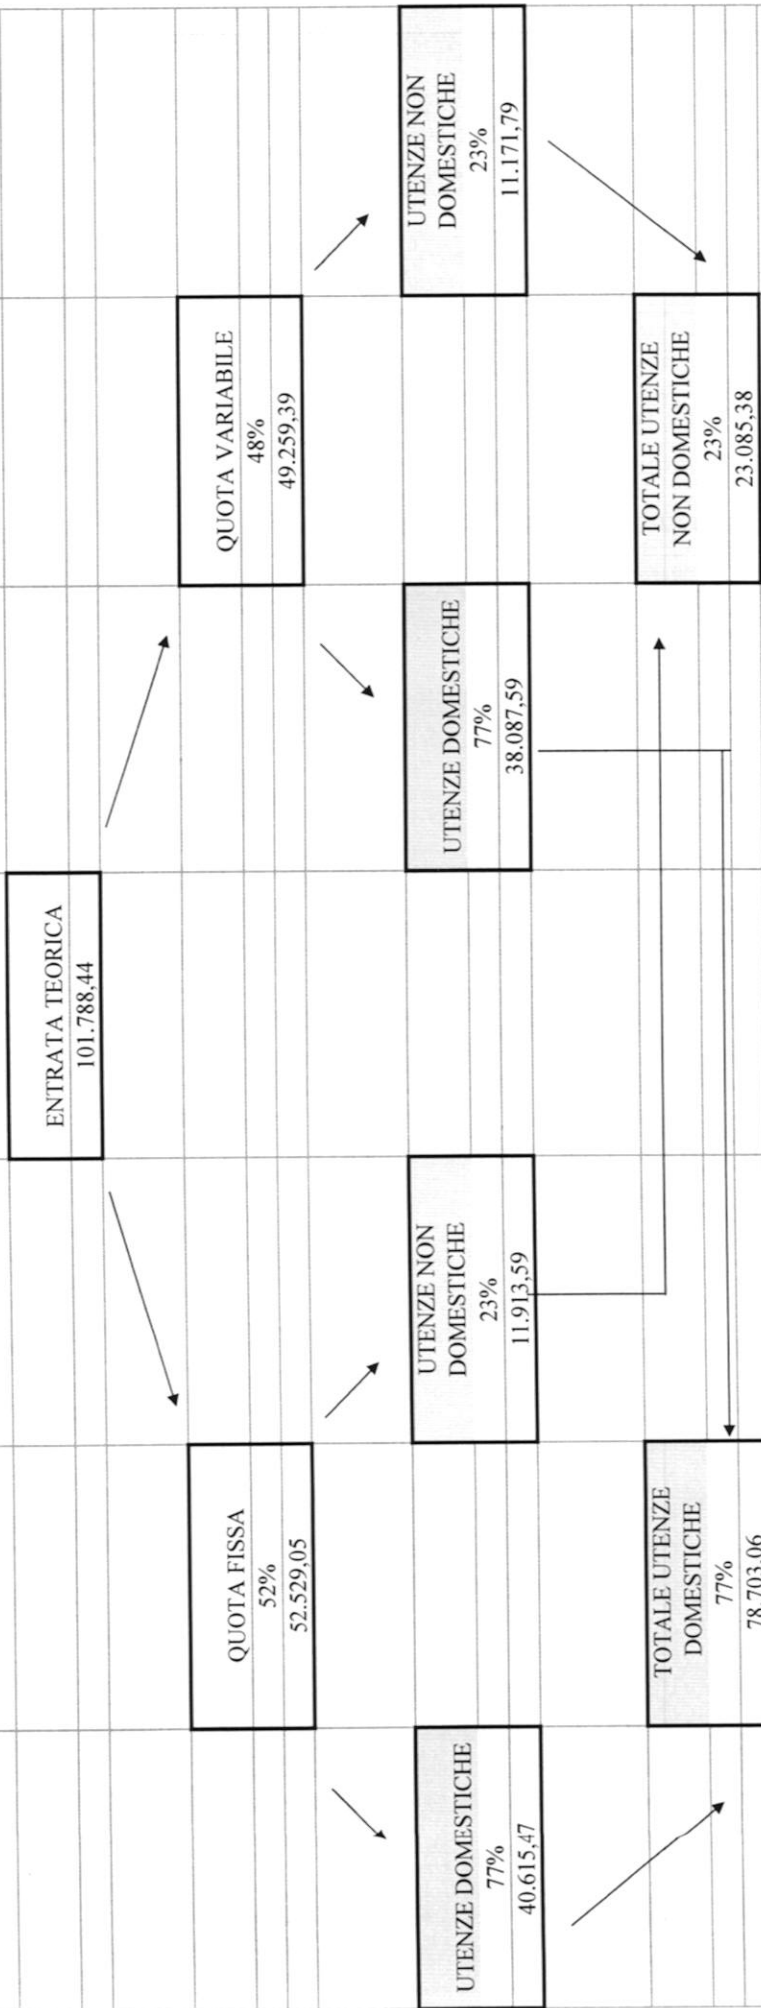 ENTRATA TEORICA
101.788,44
QUOTA FISSA
52%
52.529,05
QUOTA VARIABILE
48%
49.259,39
UTENZE DOMESTICHE
77%
40.615,47
UTENZE NON
DOMESTICHE
23%
11.913,59
UTENZE DOMESTICHE
77%
38.087,59
UTENZE NON
DOMESTICHE
23%
11.171,79
TOTALE UTENZE
DOMESTICHE
77%
78.703,06
TOTALE UTENZE
NON DOMESTICHE
23%
23.085,38